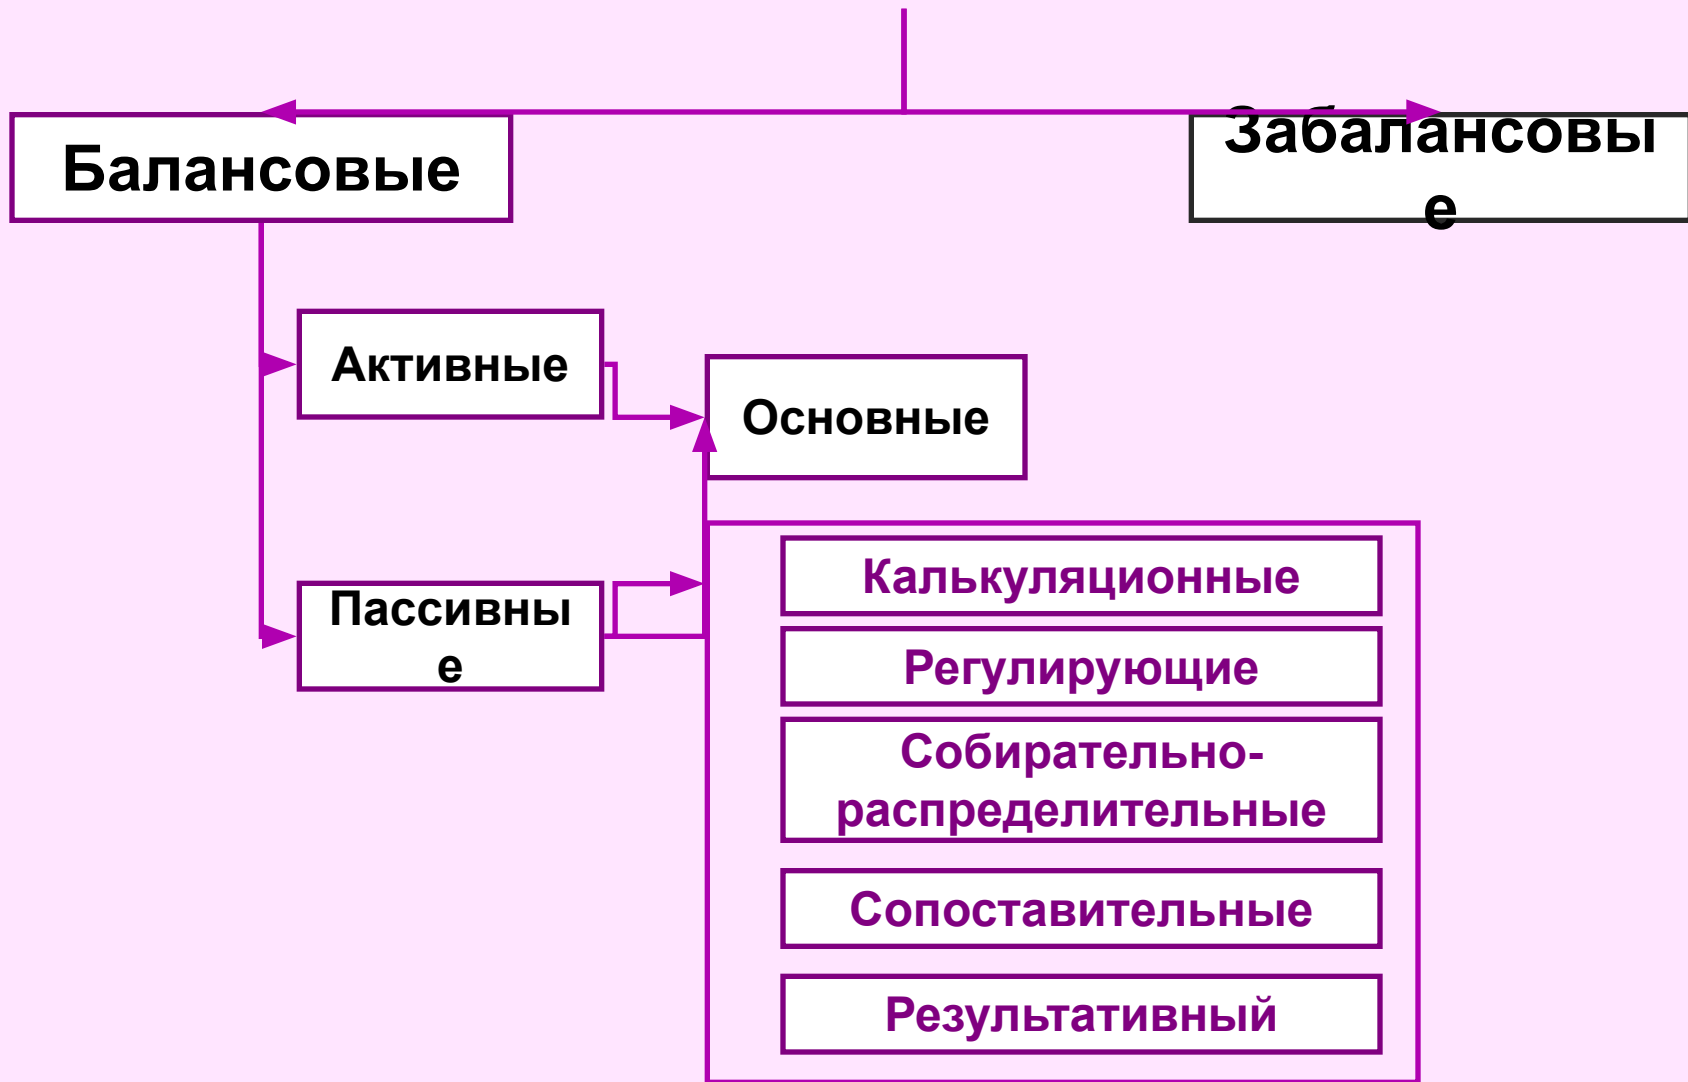 Балансовые
Забалансовы
е
Активные
Основные
Пассивны
е
Калькуляционные
Регулирующие
Собирательно-
распределительные
Сопоставительные
Результативный